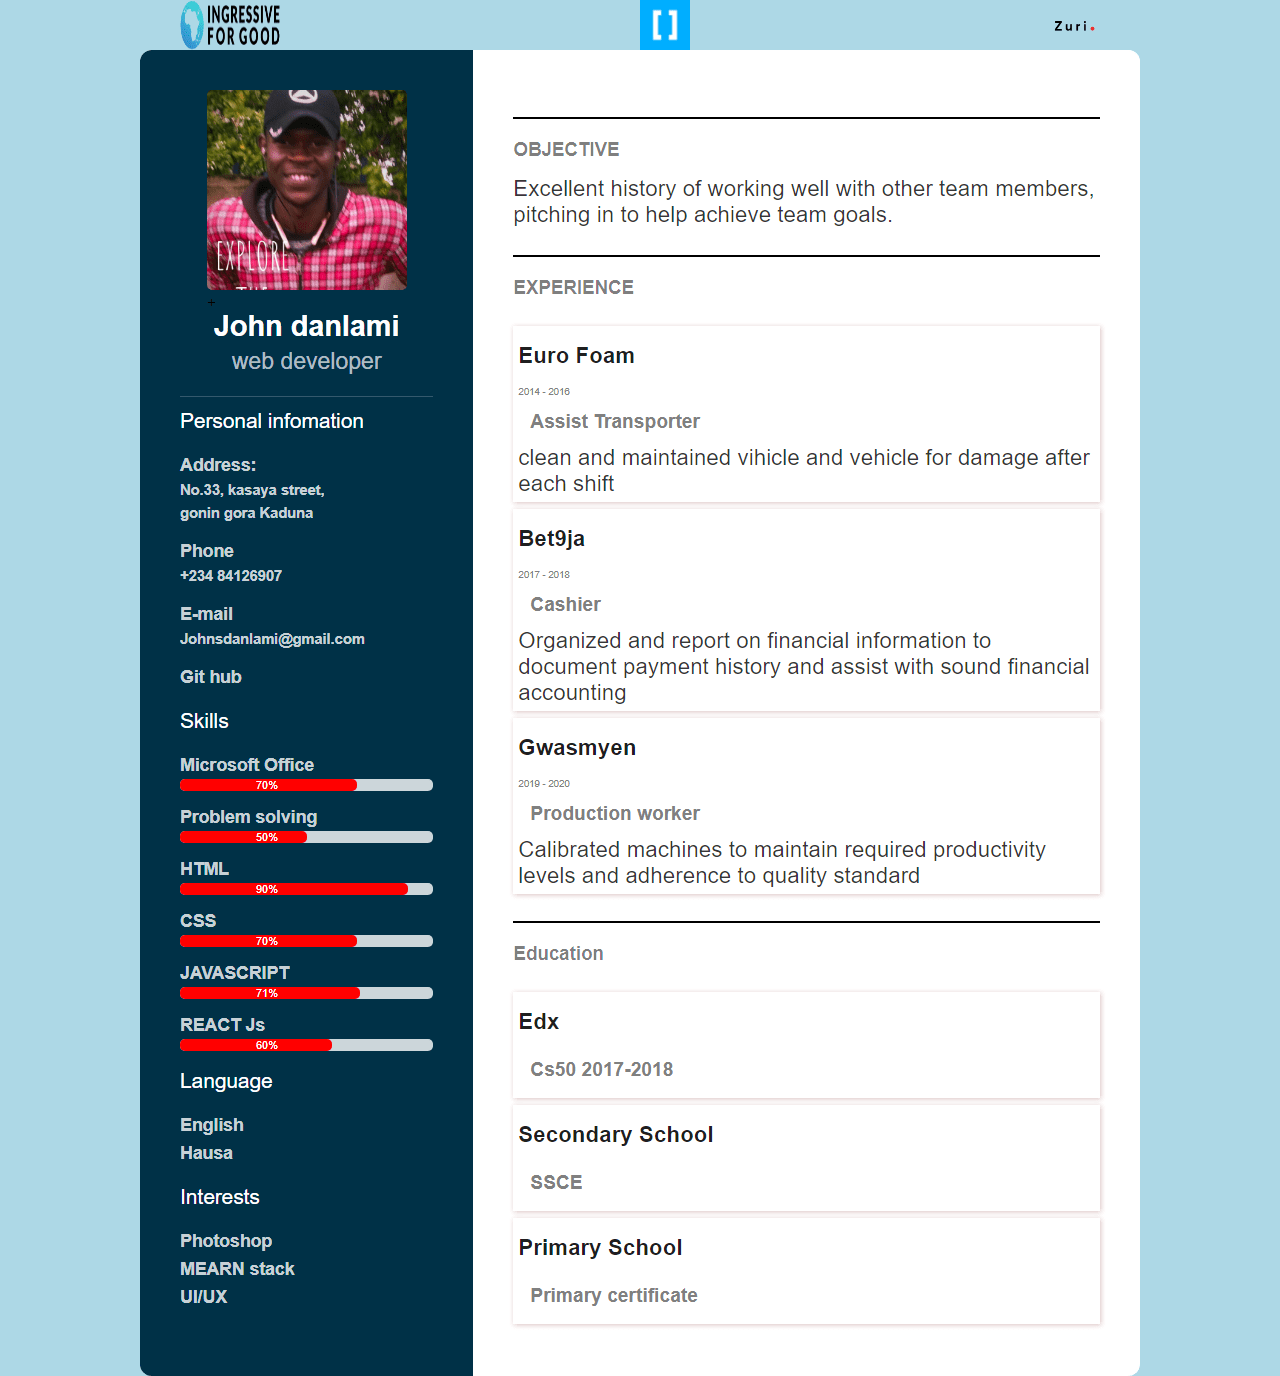 INGRESSIVE
FOR GOOD
[ ]
Zuri.
EXPLORE
+
John danlami
web developer
Personal infomation
Address:
No.33, kasaya street,
gonin gora Kaduna
Phone
+234 84126907
E-mail
Johnsdanlami@gmail.com
Git hub
Skills
Microsoft Office
70%
Problem solving
50%
HTML
90%
CSS
70%
JAVASCRIPT
71%
REACT Js
60%
Language
English
Hausa
Interests
Photoshop
MEARN stack
UI/UX
OBJECTIVE
Excellent history of working well with other team members,
pitching in to help achieve team goals.
EXPERIENCE
Euro Foam
2014 - 2016
Assist Transporter
clean and maintained vihicle and vehicle for damage after
each shift
Bet9ja
2017 - 2018
Cashier
Organized and report on financial information to
document payment history and assist with sound financial
accounting
Gwasmyen
2019 - 2020
Production worker
Calibrated machines to maintain required productivity
levels and adherence to quality standard
Education
Edx
Cs50 2017-2018
Secondary School
SSCE
Primary School
Primary certificate